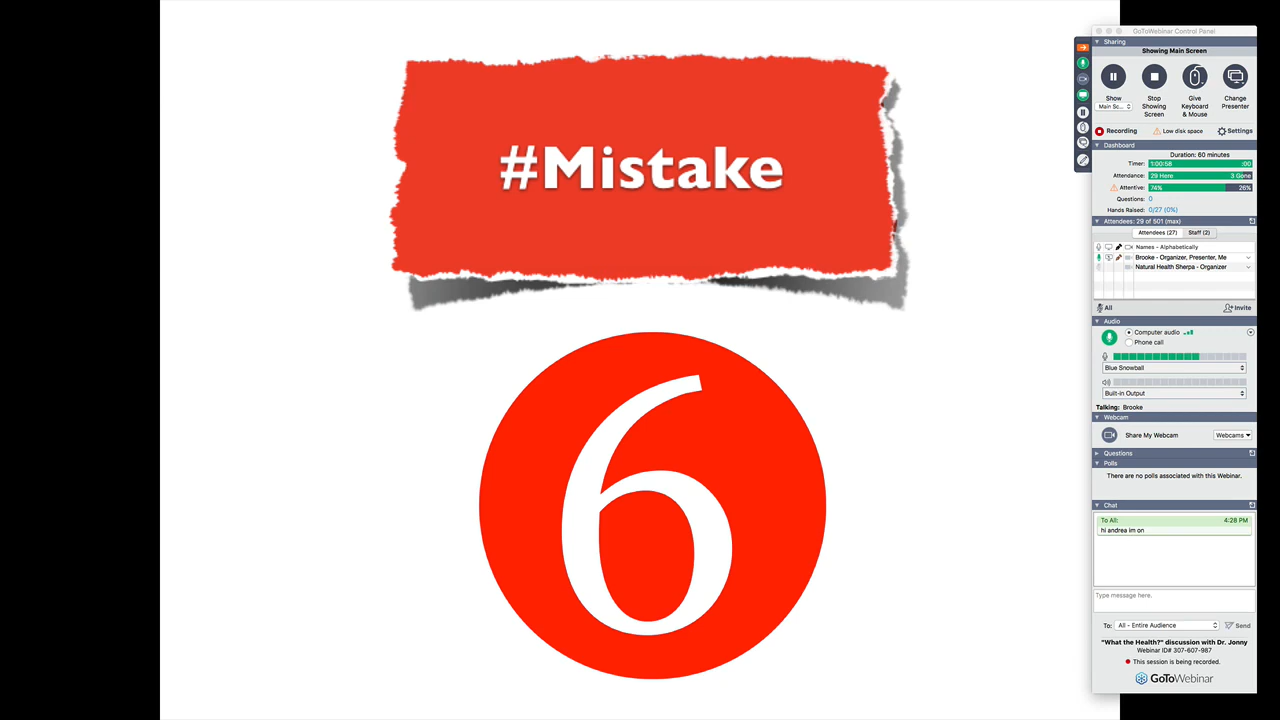 #Mistake
6
GoToWebinar Control Panel
Sharing
Showing Main Screen
Show
Main Sc...
Stop
Showing
Screen
Give
Keyboard
& Mouse
Change
Presenter
Recording
Low disk space
Settings
Dashboard
Duration: 60 minutes
Timer:
1:00:58
:00
Attendance:
29 Here
3 Gone
Attentive:
74%
26%
Questions:
0
Hands Raised:
0/27 (0%)
Attendees: 29 of 501 (max)
Attendees (27)
Staff (2)
Names - Alphabetically
Brooke - Organizer, Presenter, Me
Natural Health Sherpa - Organizer
All
Invite
Audio
Computer audio
Phone call
Blue Snowball
Built-in Output
Talking: Brooke
Webcam
Share My Webcam
Webcams
Questions
Polls
There are no polls associated with this Webinar.
Chat
To All:
4:28 PM
hi andrea im on
Type message here.
To:
All - Entire Audience
Send
"What the Health?" discussion with Dr. Jonny
Webinar ID# 307-607-987
This session is being recorded.
GoToWebinar